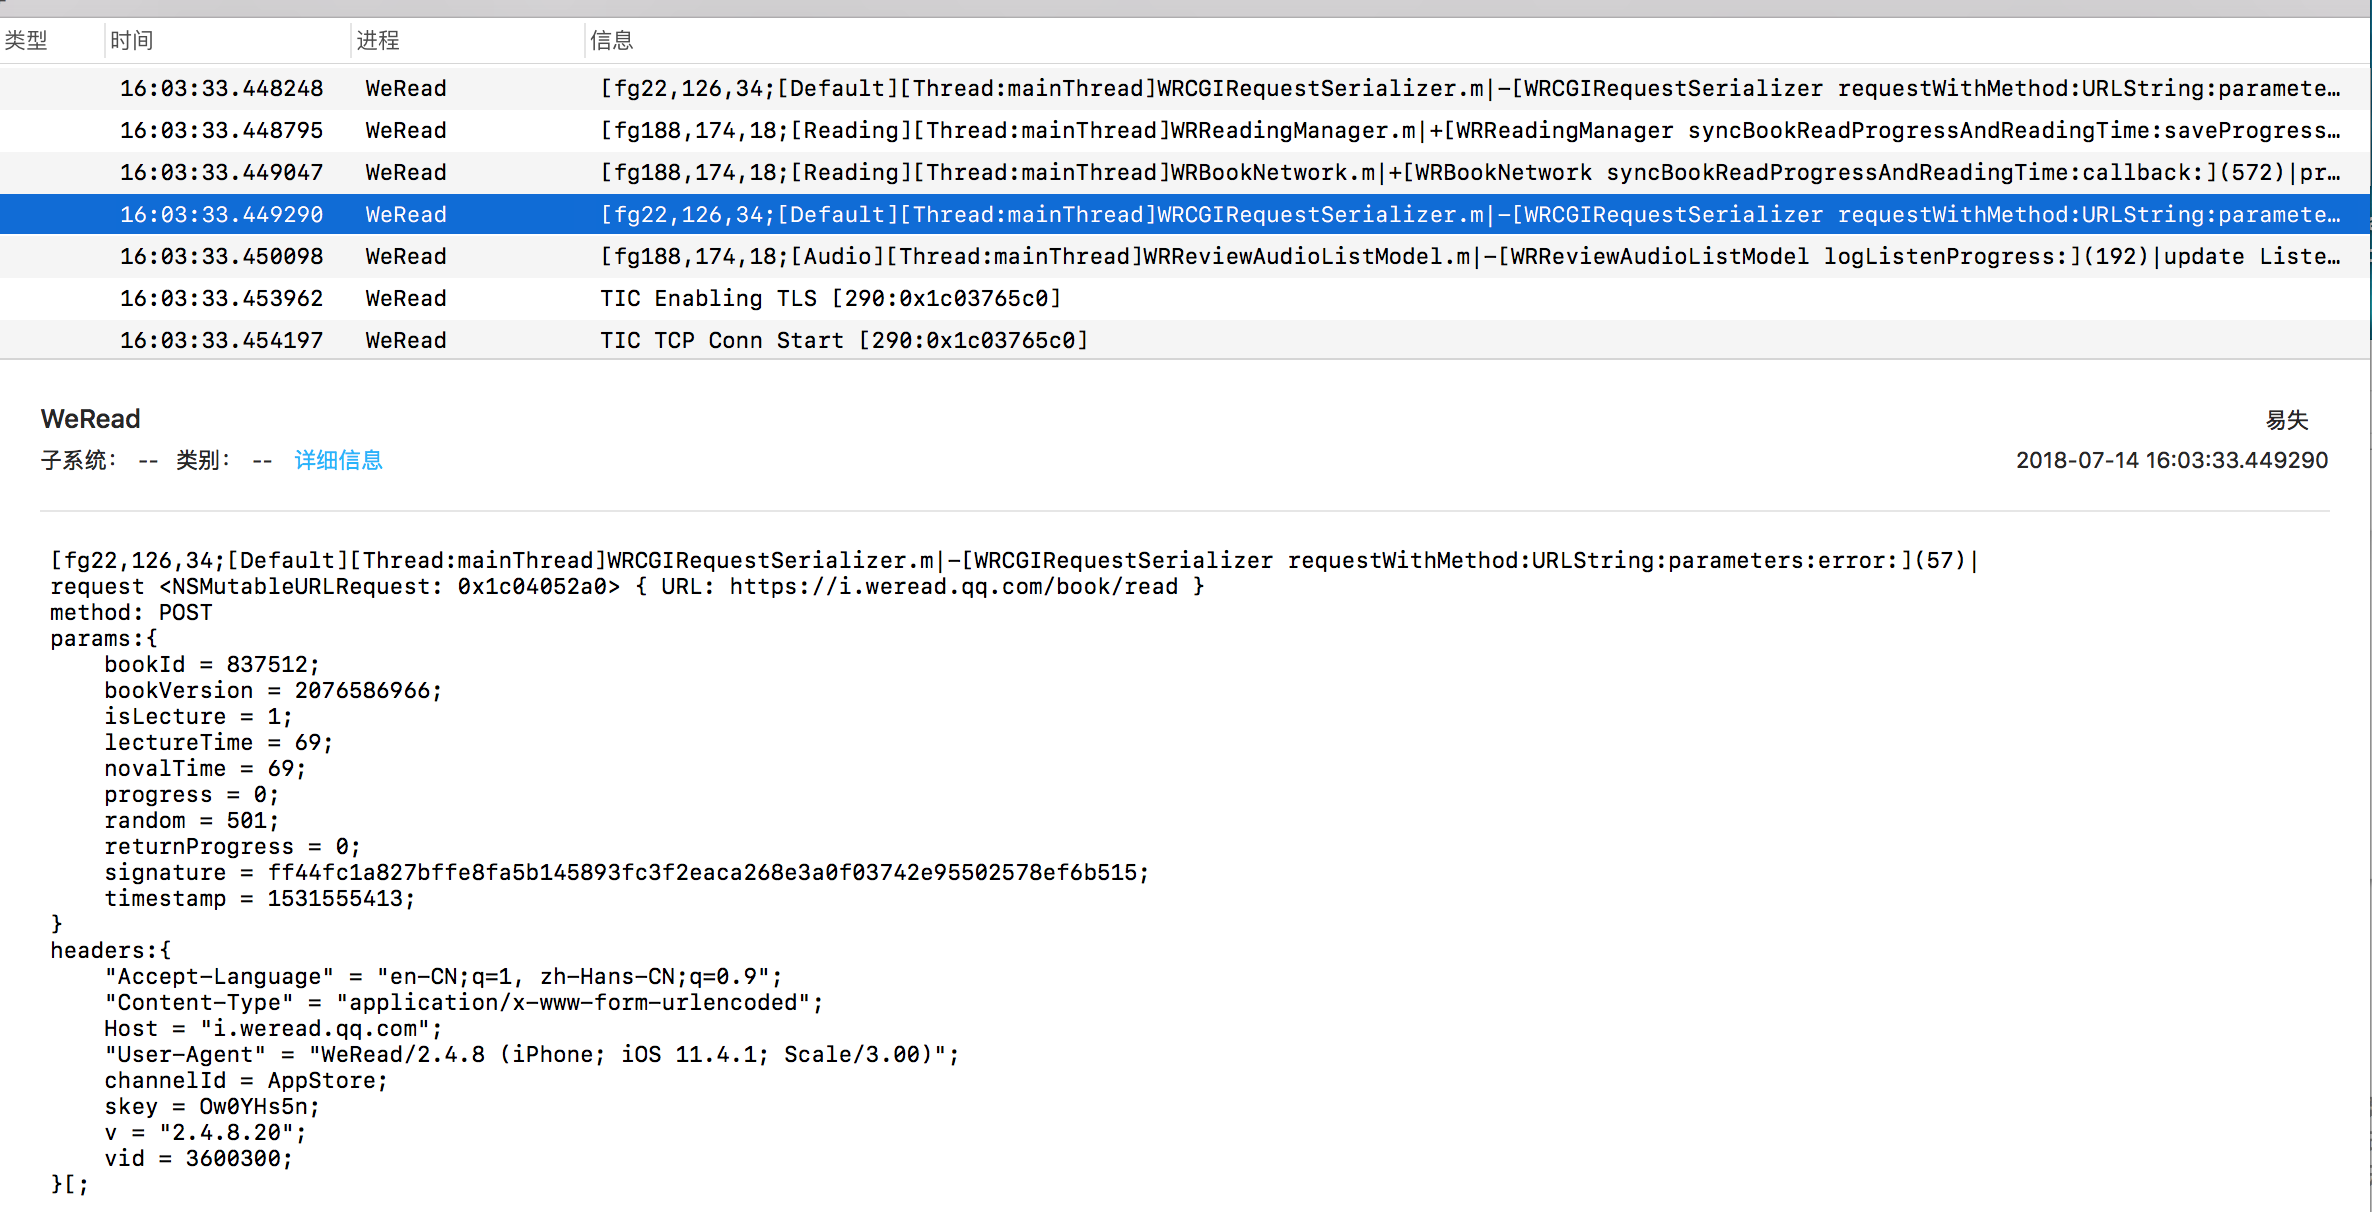 类型 时间 进程 信息
16:03:33.448248 WeRead [fg22,126,34;[Default][Thread:mainThread]WRCGIRequestSerializer.m|-[WRCGIRequestSerializer requestWithMethod:URLString:paramete…
16:03:33.448795 WeRead [fg188,174,18;[Reading][Thread:mainThread]WRReadingManager.m|+[WRReadingManager syncBookReadProgressAndReadingTime:saveProgress…
16:03:33.449047 WeRead [fg188,174,18;[Reading][Thread:mainThread]WRBookNetwork.m|+[WRBookNetwork syncBookReadProgressAndReadingTime:callback:](572)|pr…
16:03:33.449290 WeRead [fg22,126,34;[Default][Thread:mainThread]WRCGIRequestSerializer.m|-[WRCGIRequestSerializer requestWithMethod:URLString:paramete…
16:03:33.450098 WeRead [fg188,174,18;[Audio][Thread:mainThread]WRReviewAudioListModel.m|-[WRReviewAudioListModel logListenProgress:](192)|update Liste…
16:03:33.453962 WeRead TIC Enabling TLS [290:0x1c03765c0]
16:03:33.454197 WeRead TIC TCP Conn Start [290:0x1c03765c0]
WeRead 易失
子系统： -- 类别： -- 详细信息 2018-07-14 16:03:33.449290
[fg22,126,34;[Default][Thread:mainThread]WRCGIRequestSerializer.m|-[WRCGIRequestSerializer requestWithMethod:URLString:parameters:error:](57)|
request <NSMutableURLRequest: 0x1c04052a0> { URL: https://i.weread.qq.com/book/read }
method: POST
params:{
    bookId = 837512;
    bookVersion = 2076586966;
    isLecture = 1;
    lectureTime = 69;
    novalTime = 69;
    progress = 0;
    random = 501;
    returnProgress = 0;
    signature = ff44fc1a827bffe8fa5b145893fc3f2eaca268e3a0f03742e95502578ef6b515;
    timestamp = 1531555413;
}
headers:{
    "Accept-Language" = "en-CN;q=1, zh-Hans-CN;q=0.9";
    "Content-Type" = "application/x-www-form-urlencoded";
    Host = "i.weread.qq.com";
    "User-Agent" = "WeRead/2.4.8 (iPhone; iOS 11.4.1; Scale/3.00)";
    channelId = AppStore;
    skey = Ow0YHs5n;
    v = "2.4.8.20";
    vid = 3600300;
}[;